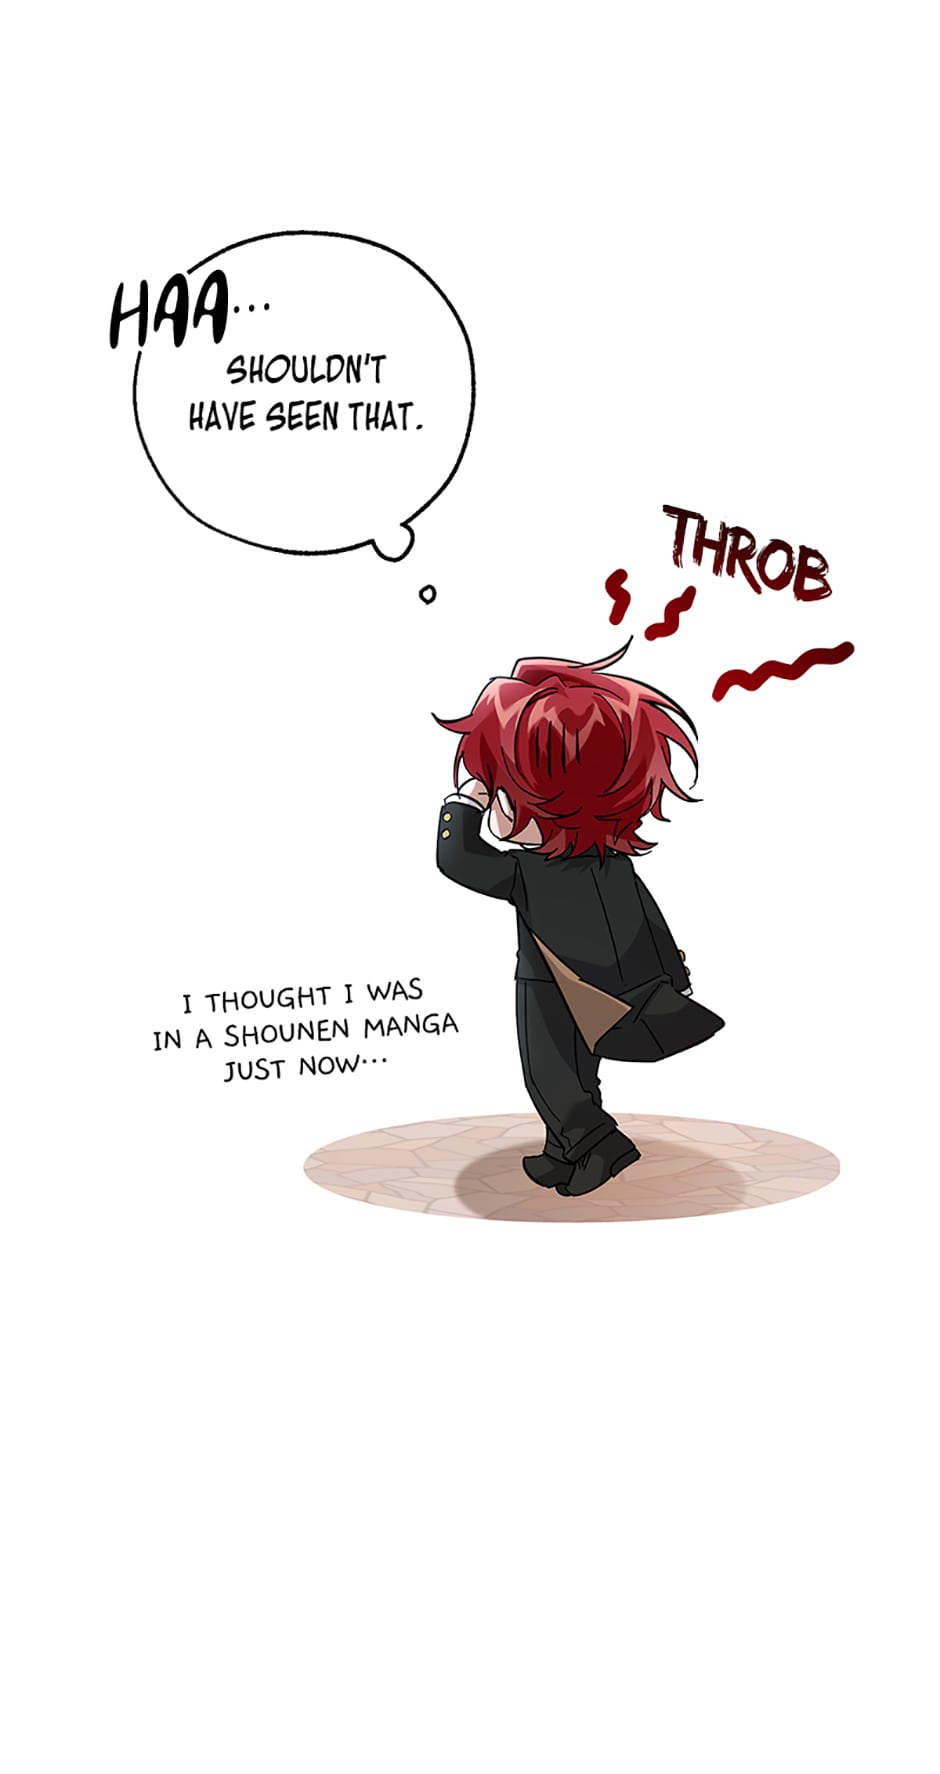 HAA...
SHOULDN'T
HAVE SEEN THAT.
THROB
I THOUGHT I WAS
IN A SHOUNEN MANGA
JUST NOW...